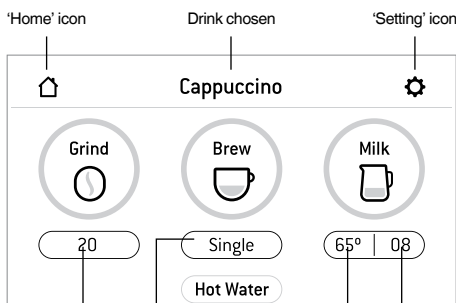 ‘Home’ icon Drink chosen ‘Setting’ icon
Cappuccino
Grind Brew Milk
20 Single 65º 08
Hot Water